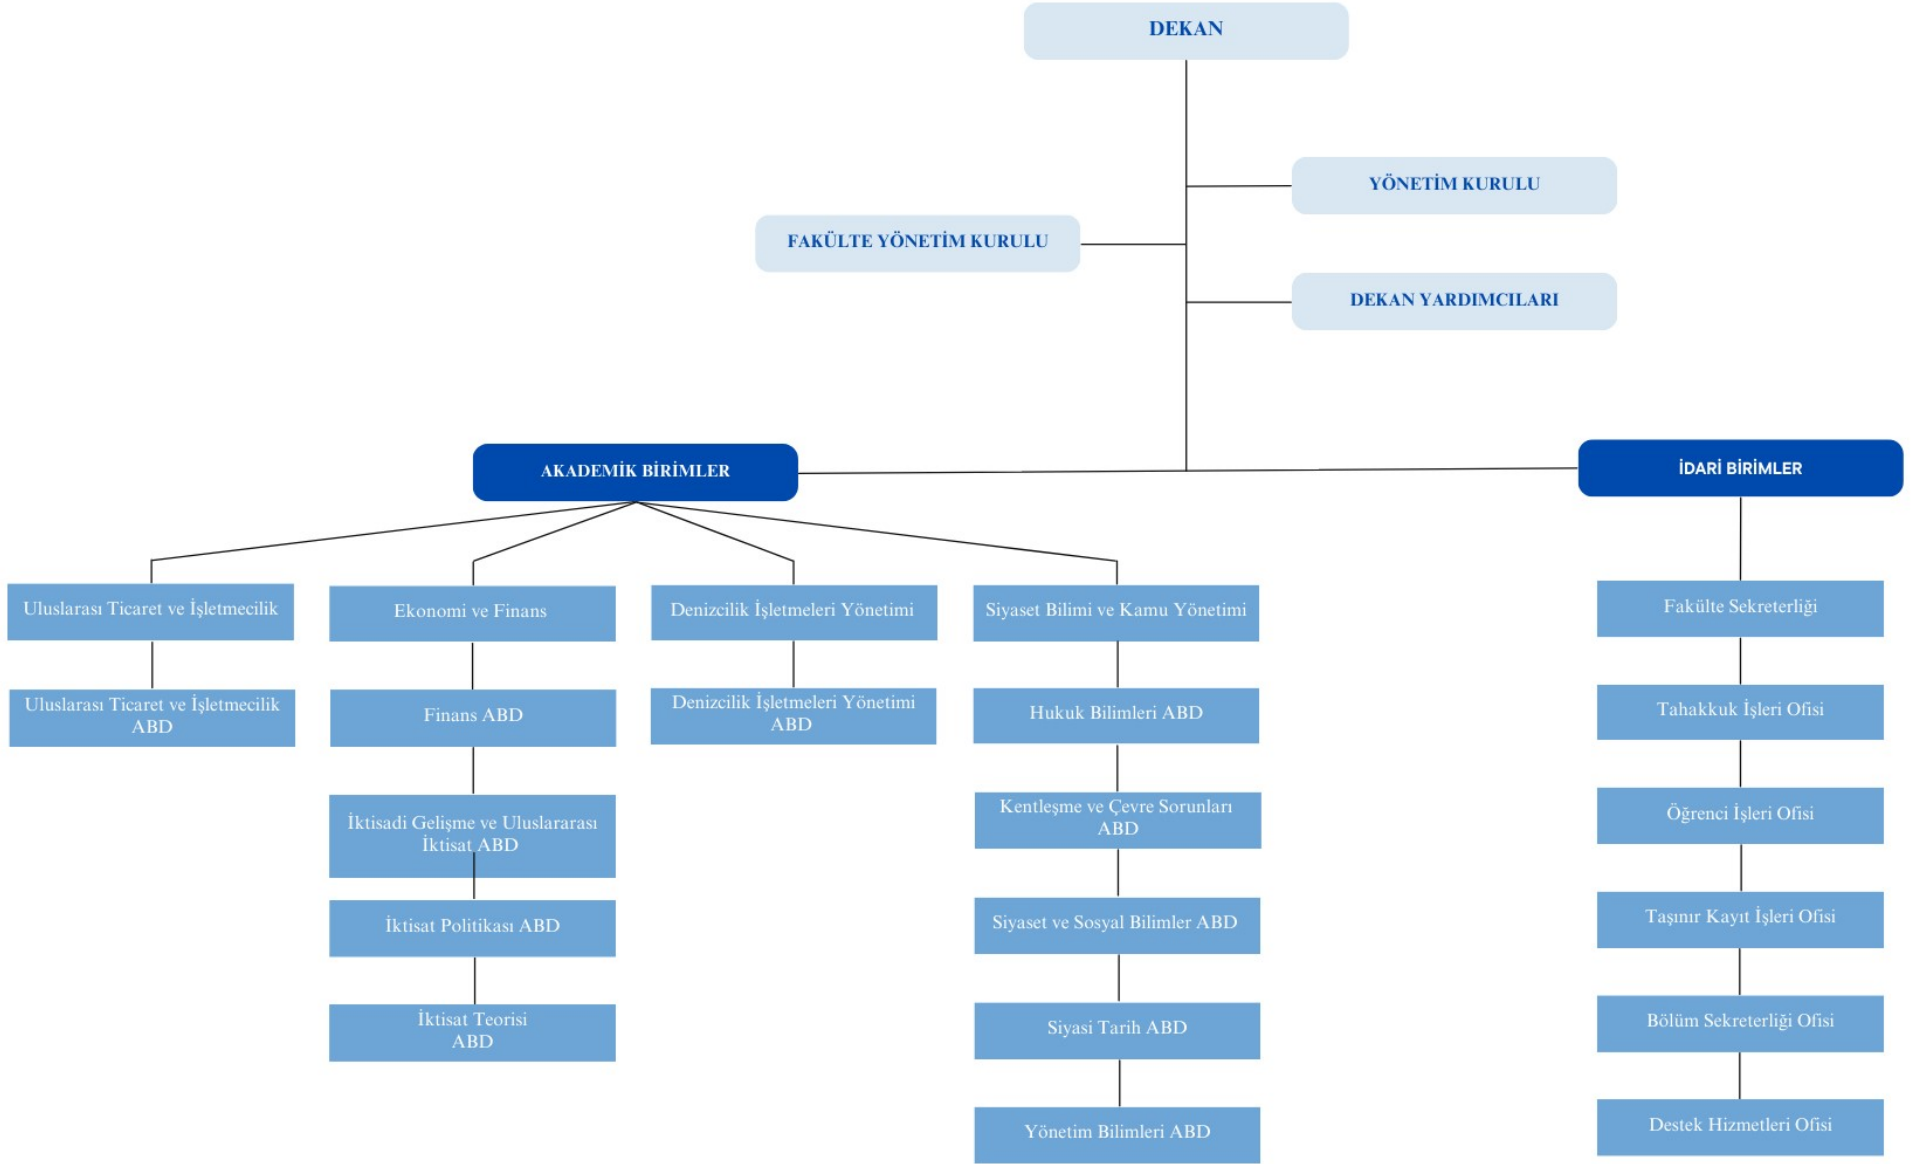 DEKAN
YÖNETİM KURULU
FAKÜLTE YÖNETİM KURULU
DEKAN YARDIMCILARI
AKADEMİK BİRİMLER
İDARİ BİRİMLER
Uluslarası Ticaret ve İşletmecilik
Uluslarası Ticaret ve İşletmecilik
ABD
Ekonomi ve Finans
Finans ABD
İktisadi Gelişme ve Uluslararası
İktisat ABD
İktisat Politikası ABD
İktisat Teorisi
ABD
Denizcilik İşletmeleri Yönetimi
Denizcilik İşletmeleri Yönetimi
ABD
Siyaset Bilimi ve Kamu Yönetimi
Hukuk Bilimleri ABD
Kentleşme ve Çevre Sorunları
ABD
Siyaset ve Sosyal Bilimler ABD
Siyasi Tarih ABD
Yönetim Bilimleri ABD
Fakülte Sekreterliği
Tahakkuk İşleri Ofisi
Öğrenci İşleri Ofisi
Taşınır Kayıt İşleri Ofisi
Bölüm Sekreterliği Ofisi
Destek Hizmetleri Ofisi